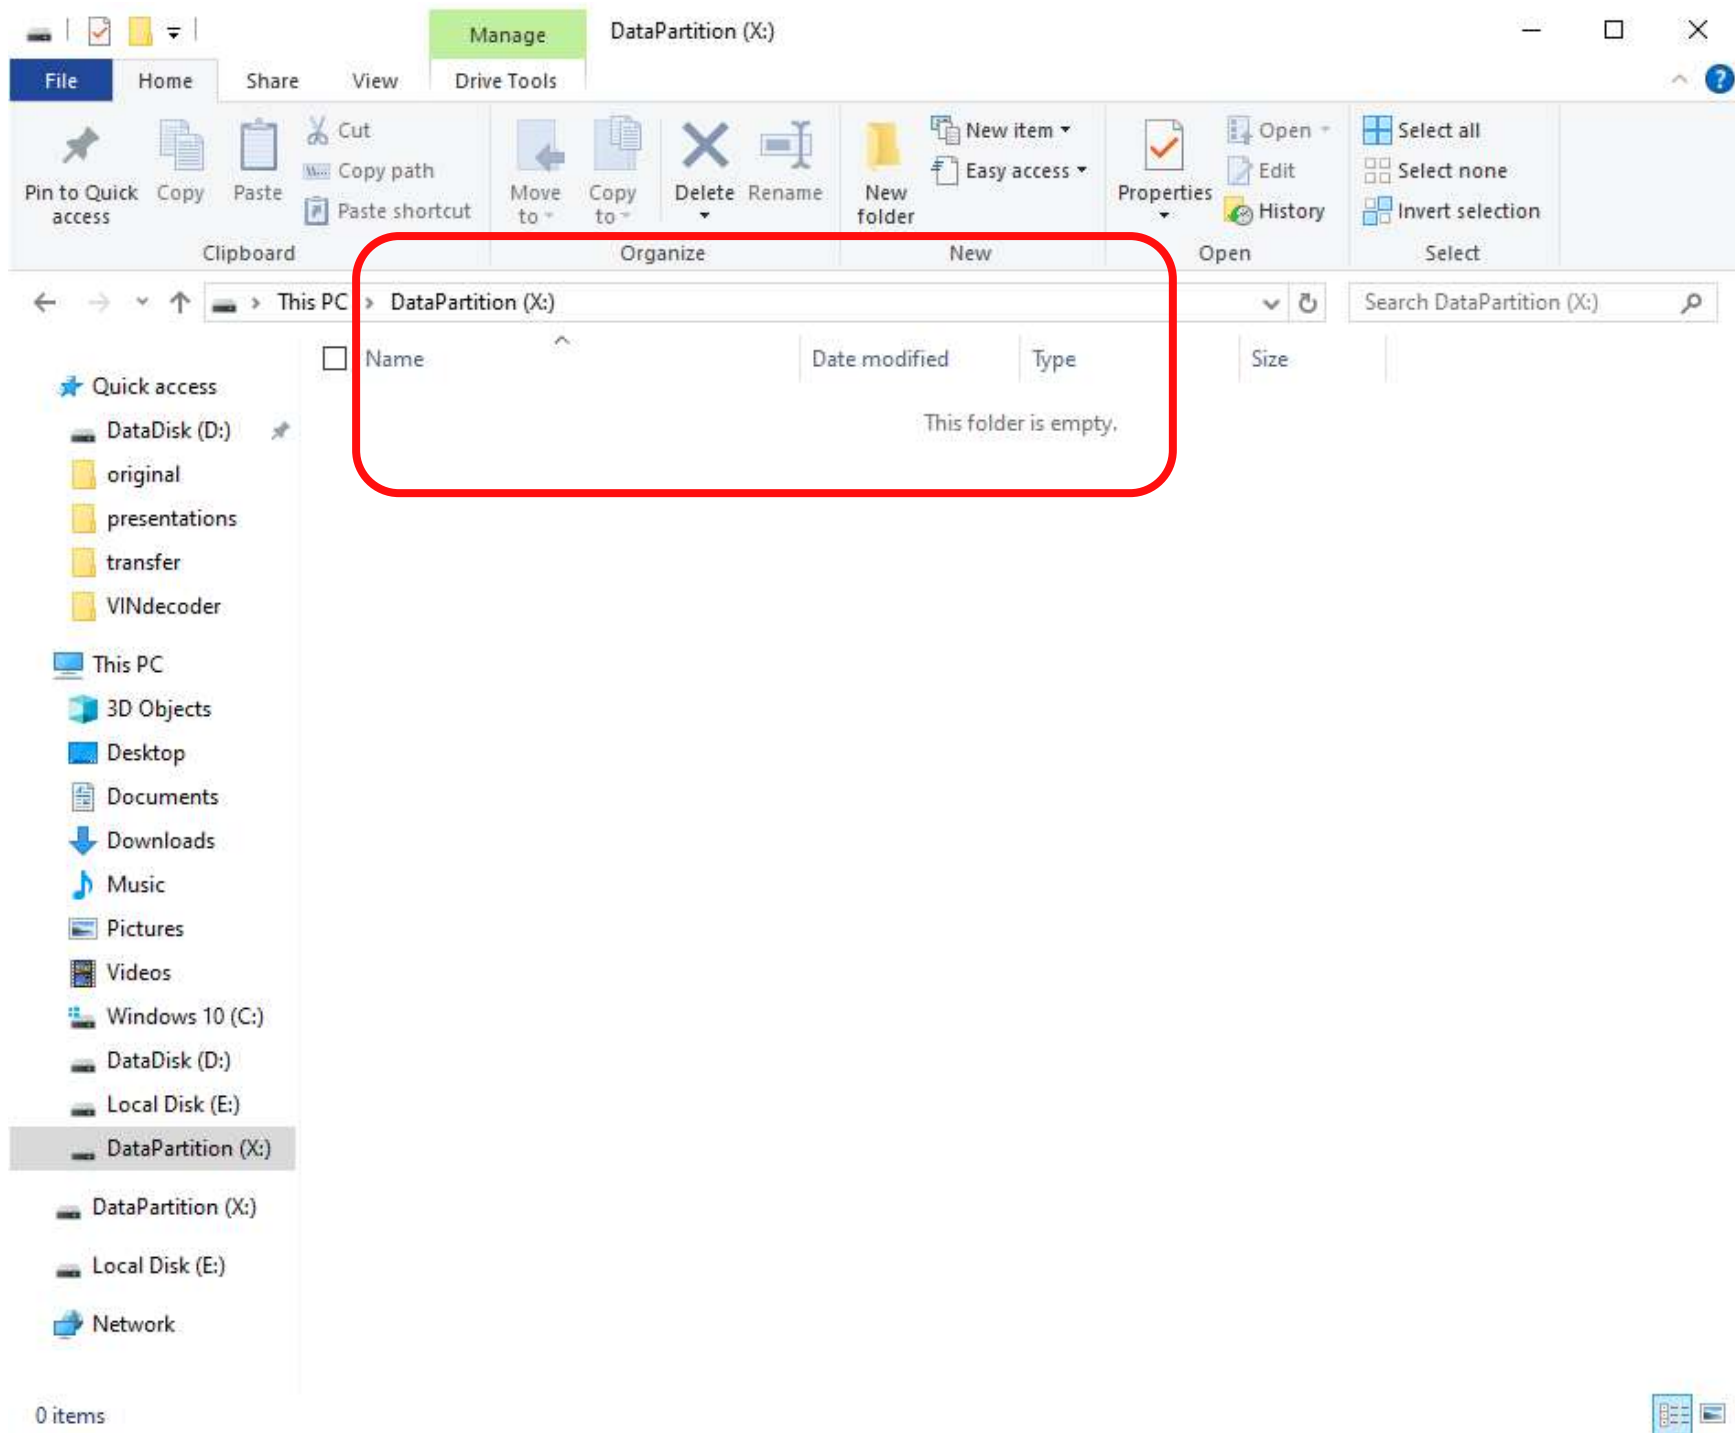 Manage
DataPartition (X:)
File
Home
Share
View
Drive Tools
?
Pin to Quick access
Copy
Paste
Cut
Copy path
Paste shortcut
Clipboard
Move to
Copy to
Delete
Rename
Organize
New folder
New item
Easy access
New
Properties
Open
Edit
History
Open
Select all
Select none
Invert selection
Select
This PC > DataPartition (X:)
Search DataPartition (X:)
Name
Date modified
Type
Size
This folder is empty.
Quick access
DataDisk (D:)
original
presentations
transfer
VINdecoder
This PC
3D Objects
Desktop
Documents
Downloads
Music
Pictures
Videos
Windows 10 (C:)
DataDisk (D:)
Local Disk (E:)
DataPartition (X:)
DataPartition (X:)
Local Disk (E:)
Network
0 items